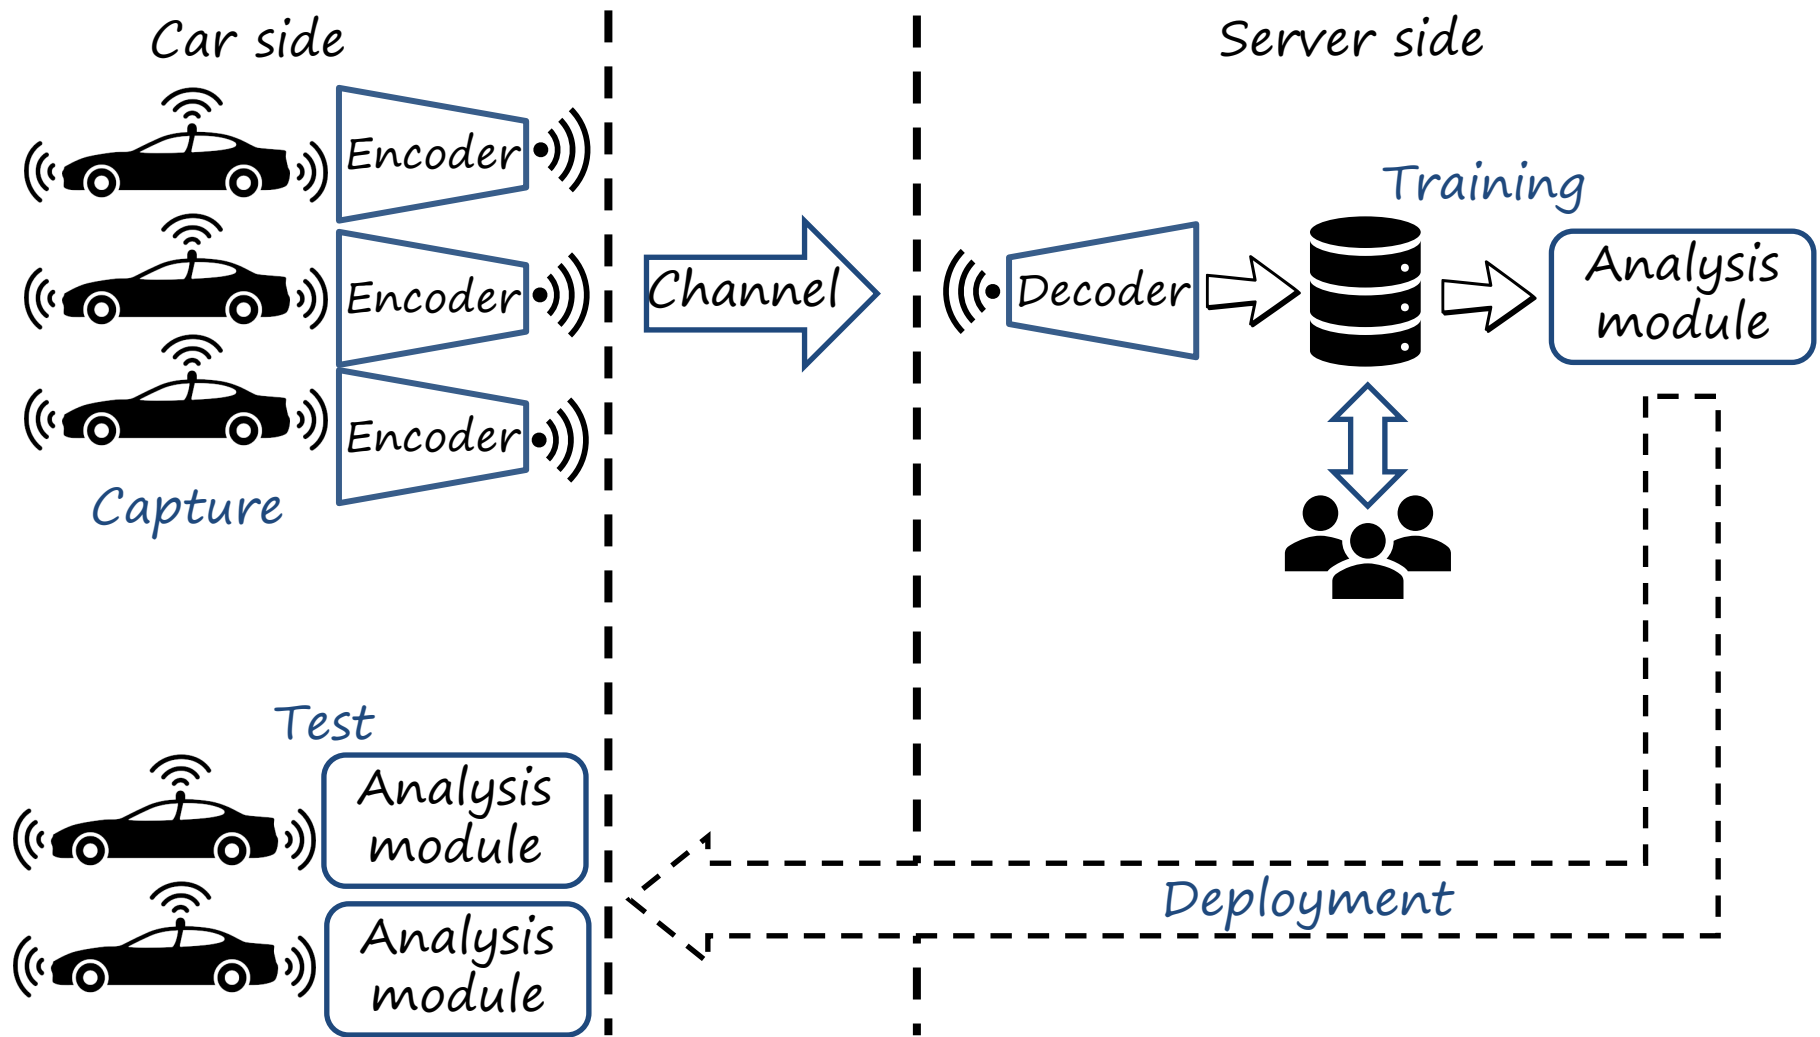 Car side
Server side
Encoder
Encoder
Encoder
Capture
Channel
Decoder
Training
Analysis
module
Test
Analysis
module
Analysis
module
Deployment